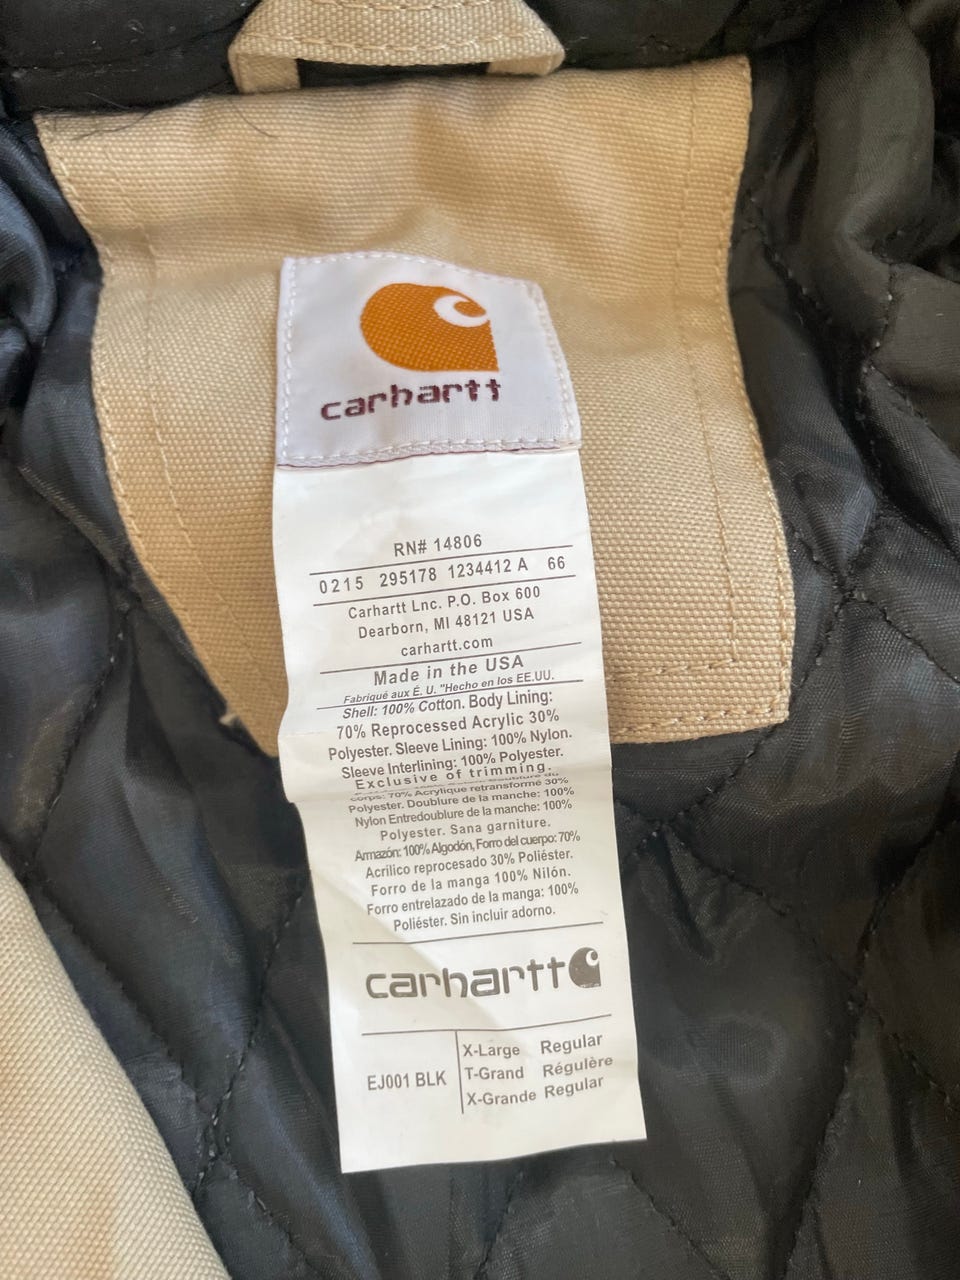 carhartt
RN# 14806
0215 295178 1234412 A 66
Carhartt Lnc. P.O. Box 600
Dearborn, MI 48121 USA
carhartt.com
Made in the USA
Fabriqué aux É. U. "Hecho en los EE.UU.
Shell: 100% Cotton. Body Lining:
70% Reprocessed Acrylic 30%
Polyester. Sleeve Lining: 100% Nylon.
Sleeve Interlining: 100% Polyester.
Exclusive of trimming.
corps: 70% Acrylique retransforme 30%
Polyester. Doublure de la manche: 100%
Nylon Entredoublure de la manche: 100%
Polyester. Sana garniture.
Armazón: 100% Algodón, Forro del cuerpo: 70%
Acrílico reprocesado 30% Poliéster.
Forro de la manga 100% Nilón.
Forro entrelazado de la manga: 100%
Poliéster. Sin incluir adorno.
carhartt
EJ001 BLK
X-Large Regular
T-Grand Régulère
X-Grande Regular